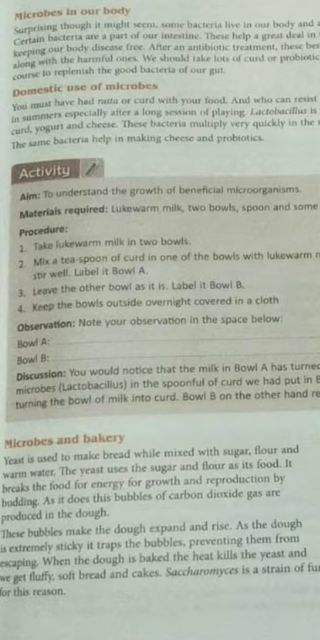 Microbes in our body
Surprising though it might seem, some bacteria live in our body and
Certain bacteria are a part of our intestine. These help a great deal in
keeping our body disease free. After an antibiotic treatment, these
along with the harmful ones. We should take lots of curd or probiotic
course to replenish the good bacteria of our gut.
Domestic use of microbes
You must have had raita or curd with your food. And who can resist
in summers especially after a long session of playing. Lactobacillus is
curd, yogurt and cheese. These bacteria multiply very quickly in the
The same bacteria help in making cheese and probiotics.
Activity
Aim: To understand the growth of beneficial microorganisms.
Materials required: Lukewarm milk, two bowls, spoon and some
Procedure:
1. Take lukewarm milk in two bowls.
2. Mix a tea-spoon of curd in one of the bowls with lukewarm
stir well. Label it Bowl A.
3. Leave the other bowl as it is. Label it Bowl B.
4. Keep the bowls outside overnight covered in a cloth
Observation: Note your observation in the space below:
Bowl A:
Bowl B:
Discussion: You would notice that the milk in Bowl A has turned
microbes (Lactobacillus) in the spoonful of curd we had put in
turning the bowl of milk into curd. Bowl B on the other hand
Microbes and bakery
Yeast is used to make bread while mixed with sugar, flour and
warm water. The yeast uses the sugar and flour as its food. It
breaks the food for energy for growth and reproduction by
budding. As it does this bubbles of carbon dioxide gas are
produced in the dough.
These bubbles make the dough expand and rise. As the dough
is extremely sticky it traps the bubbles, preventing them from
escaping. When the dough is baked the heat kills the yeast and
we get fluffy, soft bread and cakes. Saccharomyces is a strain of
for this reason.